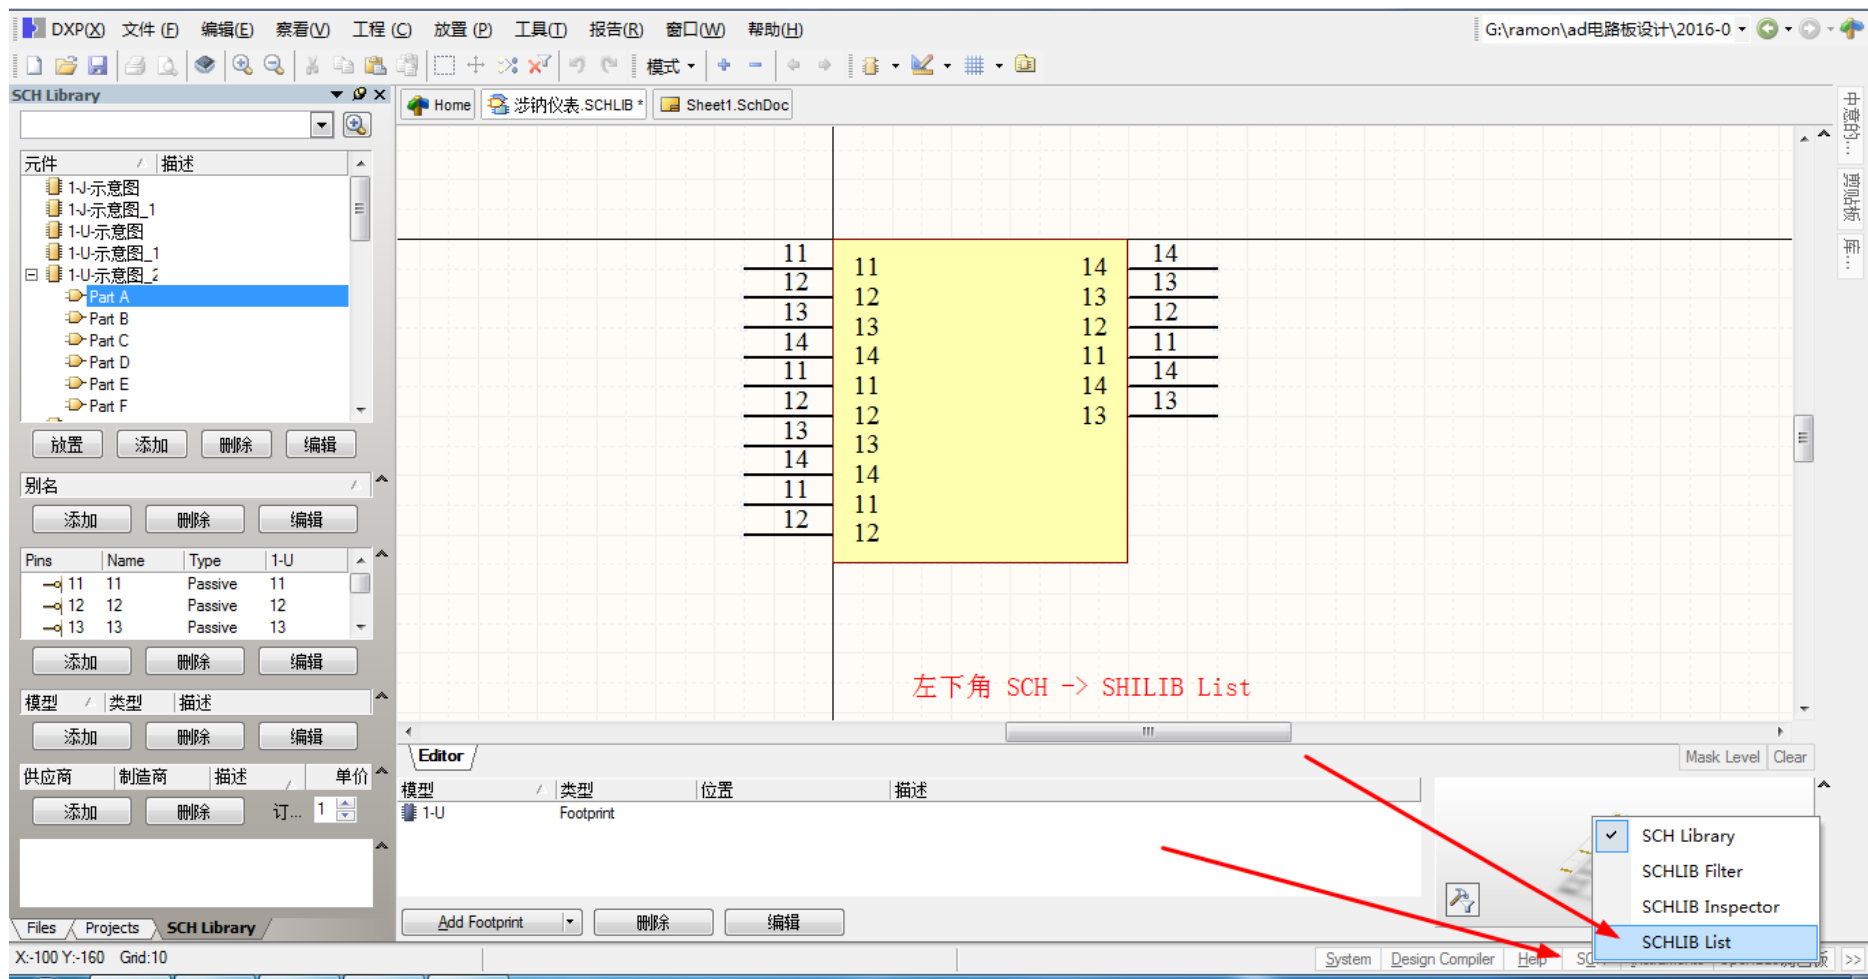 DXP(X) 文件 (F) 编辑(E) 察看(V) 工程 (C) 放置 (P) 工具(T) 报告(R) 窗口(W) 帮助(H) G:\ramon\ad电路板设计\2016-0
模式
SCH Library
Home 涉钠仪表.SCHLIB * Sheet1.SchDoc
中意的...
剪贴板
库...
元件 描述
1-J-示意图
1-J-示意图_1
1-U-示意图
1-U-示意图_1
1-U-示意图_2
Part A
Part B
Part C
Part D
Part E
Part F
放置 添加 删除 编辑
别名
添加 删除 编辑
Pins Name Type 1-U
11 11 Passive 11
12 12 Passive 12
13 13 Passive 13
添加 删除 编辑
模型 类型 描述
添加 删除 编辑
供应商 制造商 描述 单价
添加 删除 订... 1
Files Projects SCH Library
X:-100 Y:-160 Grid:10
11 11 14 14
12 12 13 13
13 13 12 12
14 14 11 11
11 11 14 14
12 12 13 13
13 13
14 14
11 11
12 12
左下角 SCH -> SHILIB List
Editor
Mask Level Clear
模型 类型 位置 描述
1-U Footprint
Add Footprint 删除 编辑
SCH Library
SCHLIB Filter
SCHLIB Inspector
SCHLIB List
System Design Compiler Help >>